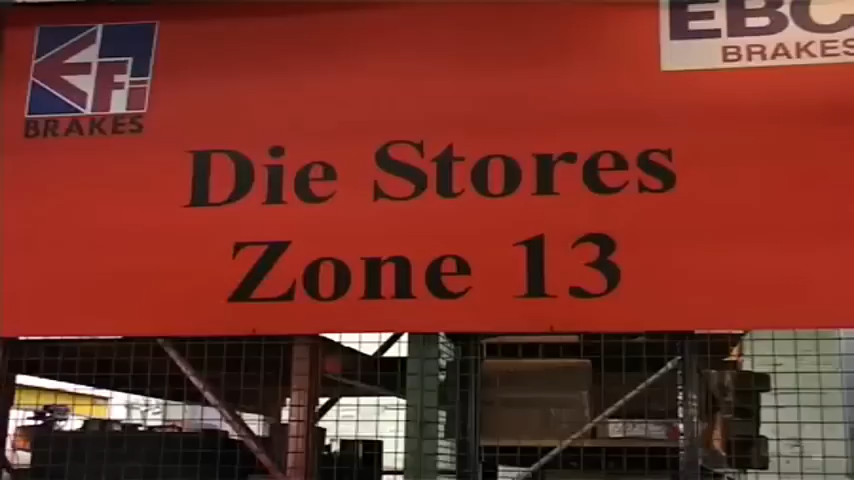 EFi
BRAKES
EBC
BRAKES
Die Stores
Zone 13